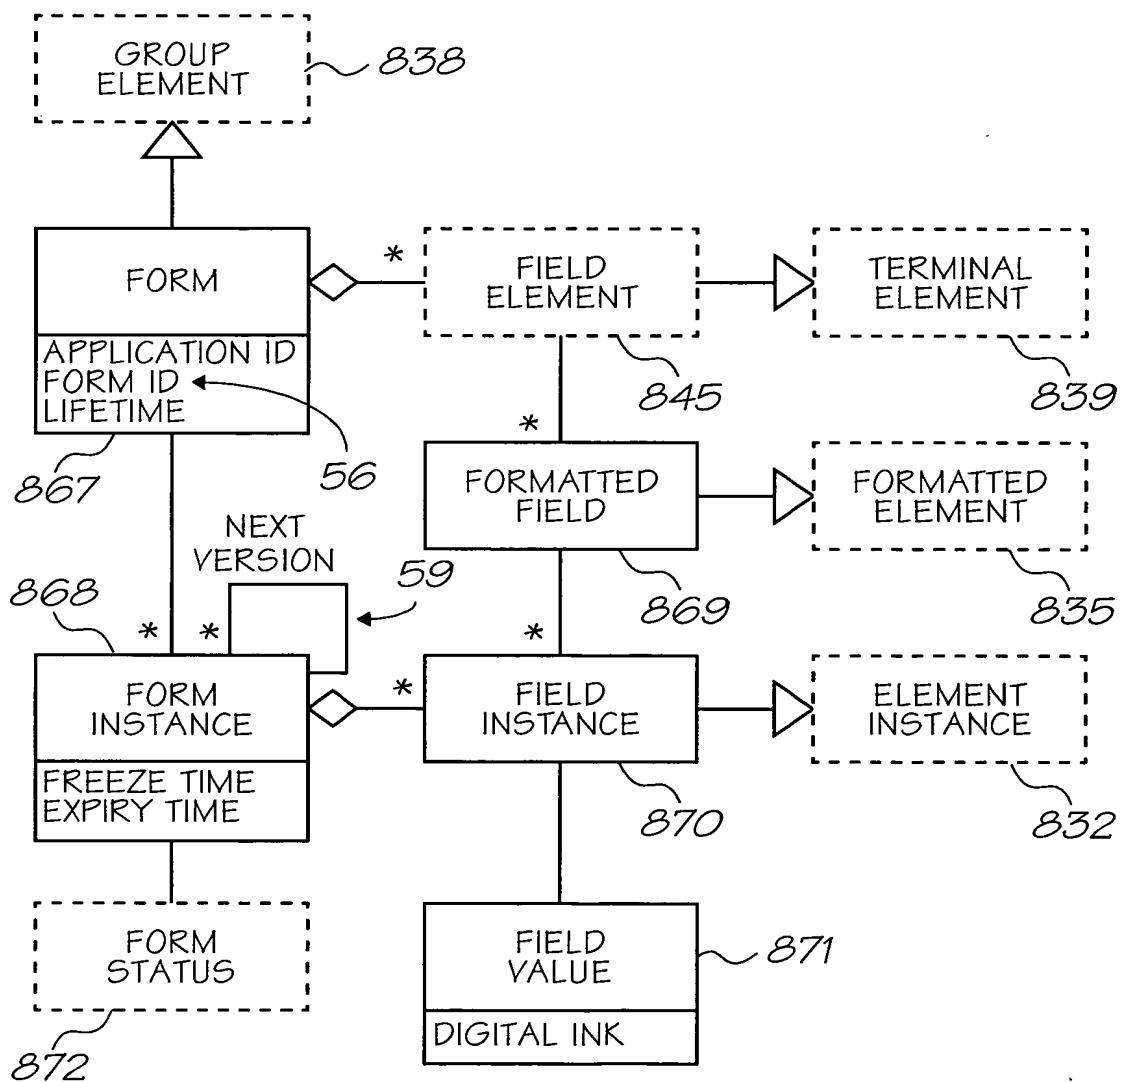 GROUP
ELEMENT
838
FORM
*
FIELD
ELEMENT
TERMINAL
ELEMENT
APPLICATION ID
FORM ID
LIFETIME
845
839
867
56
*
FORMATTED
FIELD
FORMATTED
ELEMENT
NEXT
VERSION
59
869
835
868
*
*
*
FORM
INSTANCE
*
FIELD
INSTANCE
ELEMENT
INSTANCE
FREEZE TIME
EXPIRY TIME
870
832
FORM
STATUS
FIELD
VALUE
871
DIGITAL INK
872